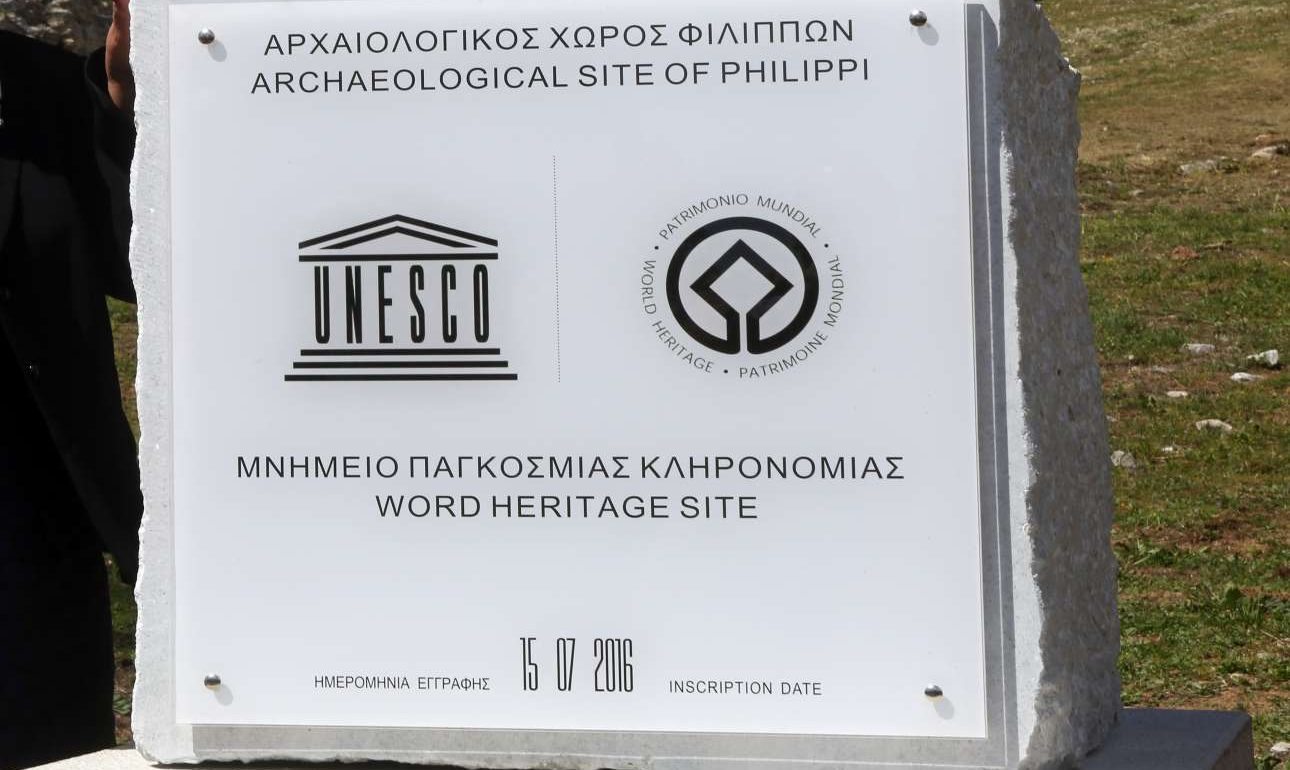 ΑΡΧΑΙΟΛΟΓΙΚΟΣ ΧΩΡΟΣ ΦΙΛΙΠΠΩΝ
ARCHAEOLOGICAL SITE OF PHILIPPI
UNESCO
PATRIMONIO MUNDIAL • WORLD HERITAGE • PATRIMOINE MONDIAL •
ΜΝΗΜΕΙΟ ΠΑΓΚΟΣΜΙΑΣ ΚΛΗΡΟΝΟΜΙΑΣ
WORD HERITAGE SITE
ΗΜΕΡΟΜΗΝΙΑ ΕΓΓΡΑΦΗΣ 15 07 2016 INSCRIPTION DATE